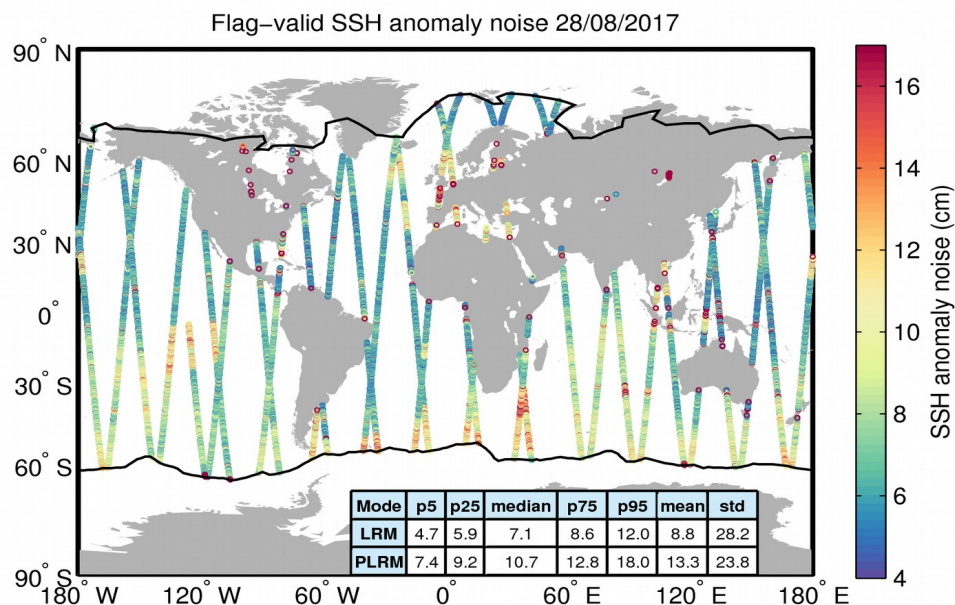 Flag−valid SSH anomaly noise 28/08/2017
90° N
60° N
30° N
0°
30° S
60° S
90° S
180° W
120° W
60° W
0°
60° E
120° E
180° E
Mode p5 p25 median p75 p95 mean std
LRM 4.7 5.9 7.1 8.6 12.0 8.8 28.2
PLRM 7.4 9.2 10.7 12.8 18.0 13.3 23.8
16
14
12
10
8
6
4
SSH anomaly noise (cm)